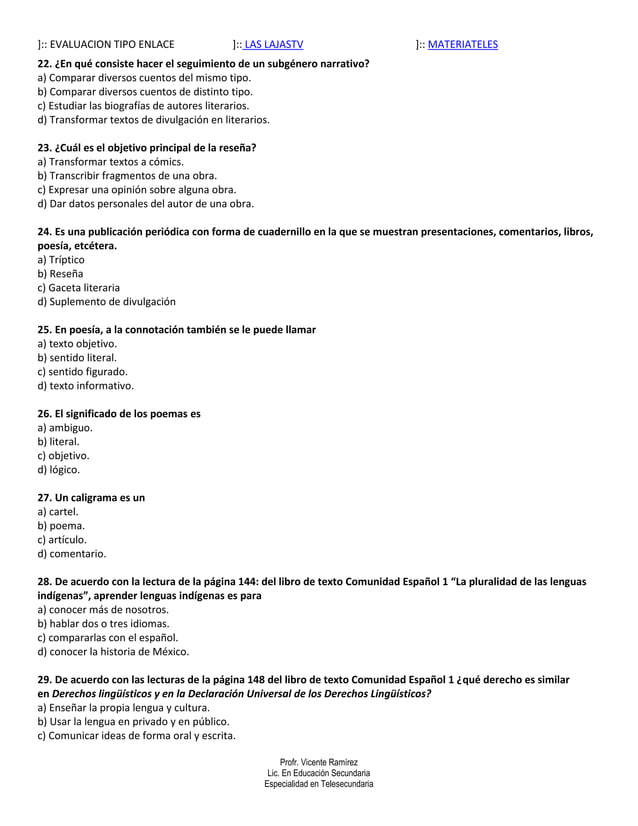 ]:: EVALUACION TIPO ENLACE ]:: LAS LAJASTV ]:: MATERIATELES
22. ¿En qué consiste hacer el seguimiento de un subgénero narrativo?
a) Comparar diversos cuentos del mismo tipo.
b) Comparar diversos cuentos de distinto tipo.
c) Estudiar las biografías de autores literarios.
d) Transformar textos de divulgación en literarios.
23. ¿Cuál es el objetivo principal de la reseña?
a) Transformar textos a cómics.
b) Transcribir fragmentos de una obra.
c) Expresar una opinión sobre alguna obra.
d) Dar datos personales del autor de una obra.
24. Es una publicación periódica con forma de cuadernillo en la que se muestran presentaciones, comentarios, libros,
poesía, etcétera.
a) Tríptico
b) Reseña
c) Gaceta literaria
d) Suplemento de divulgación
25. En poesía, a la connotación también se le puede llamar
a) texto objetivo.
b) sentido literal.
c) sentido figurado.
d) texto informativo.
26. El significado de los poemas es
a) ambiguo.
b) literal.
c) objetivo.
d) lógico.
27. Un caligrama es un
a) cartel.
b) poema.
c) artículo.
d) comentario.
28. De acuerdo con la lectura de la página 144: del libro de texto Comunidad Español 1 “La pluralidad de las lenguas
indígenas”, aprender lenguas indígenas es para
a) conocer más de nosotros.
b) hablar dos o tres idiomas.
c) compararlas con el español.
d) conocer la historia de México.
29. De acuerdo con las lecturas de la página 148 del libro de texto Comunidad Español 1 ¿qué derecho es similar
en Derechos lingüísticos y en la Declaración Universal de los Derechos Lingüísticos?
a) Enseñar la propia lengua y cultura.
b) Usar la lengua en privado y en público.
c) Comunicar ideas de forma oral y escrita.
Profr. Vicente Ramírez
Lic. En Educación Secundaria
Especialidad en Telesecundaria